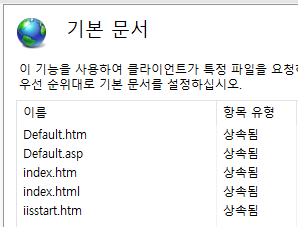 기본 문서
이 기능을 사용하여 클라이언트가 특정 파일을 요청하
우선 순위대로 기본 문서를 설정하십시오.
이름 항목 유형
Default.htm 상속됨
Default.asp 상속됨
index.htm 상속됨
index.html 상속됨
iisstart.htm 상속됨